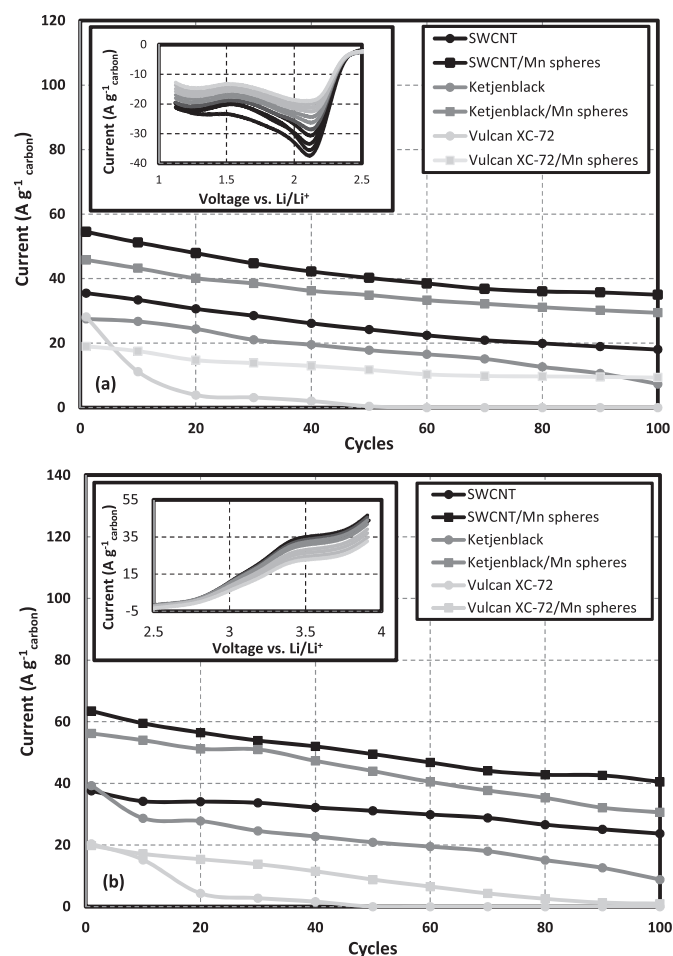 120
100
80
60
40
20
0
Current (A g⁻¹ carbon)
0
-10
-20
-30
-40
Current (A g⁻¹ carbon)
1 1.5 2 2.5
Voltage vs. Li/Li⁺
SWCNT
SWCNT/Mn spheres
Ketjenblack
Ketjenblack/Mn spheres
Vulcan XC-72
Vulcan XC-72/Mn spheres
(a)
0 20 40 60 80 100
Cycles
140
120
100
80
60
40
20
0
Current (A g⁻¹ carbon)
55
35
15
-5
Current (A g⁻¹ carbon)
2.5 3 3.5 4
Voltage vs. Li/Li⁺
SWCNT
SWCNT/Mn spheres
Ketjenblack
Ketjenblack/Mn spheres
Vulcan XC-72
Vulcan XC-72/Mn spheres
(b)
0 20 40 60 80 100
Cycles